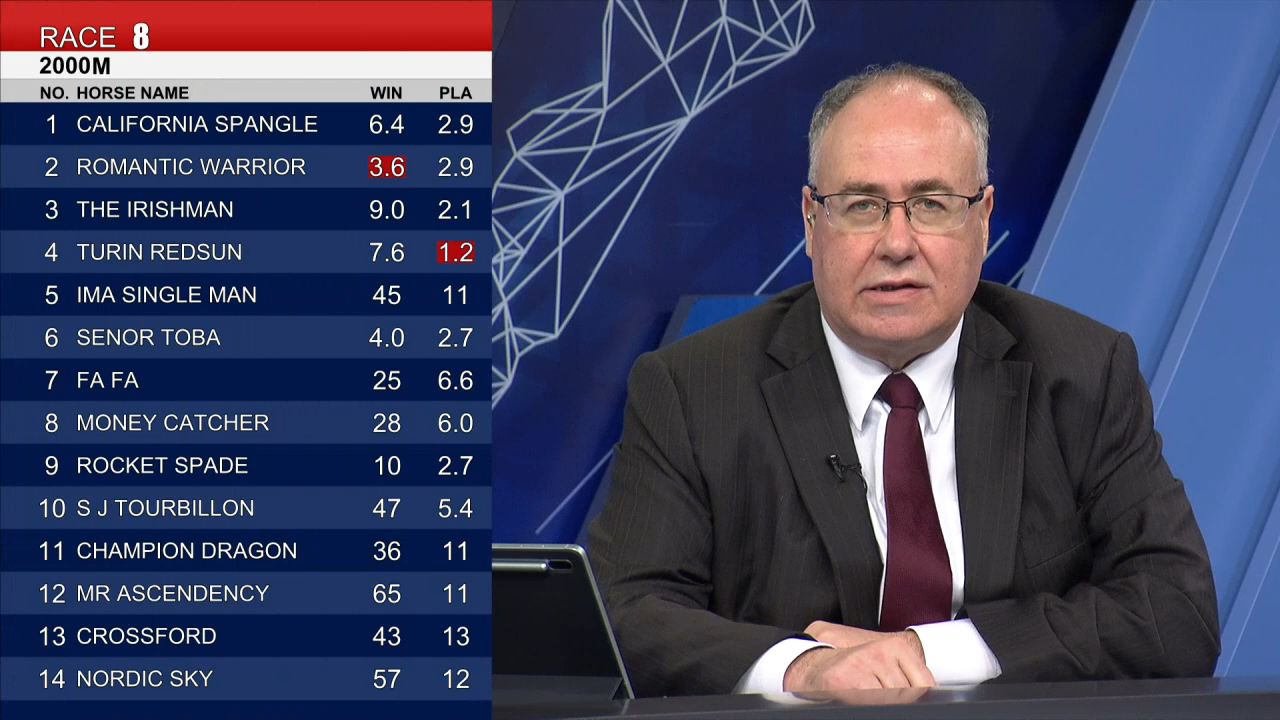 RACE 8
2000M
NO. HORSE NAME WIN PLA
1 CALIFORNIA SPANGLE 6.4 2.9
2 ROMANTIC WARRIOR 3.6 2.9
3 THE IRISHMAN 9.0 2.1
4 TURIN REDSUN 7.6 1.2
5 IMA SINGLE MAN 45 11
6 SENOR TOBA 4.0 2.7
7 FA FA 25 6.6
8 MONEY CATCHER 28 6.0
9 ROCKET SPADE 10 2.7
10 S J TOURBILLON 47 5.4
11 CHAMPION DRAGON 36 11
12 MR ASCENDENCY 65 11
13 CROSSFORD 43 13
14 NORDIC SKY 57 12